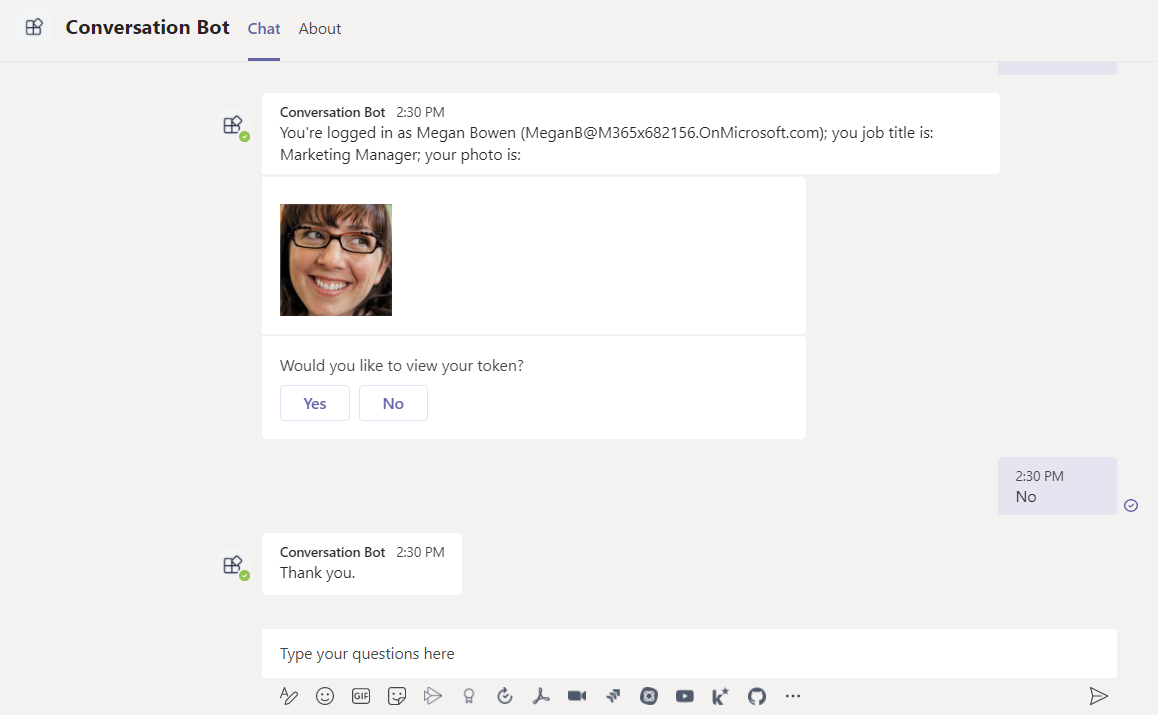 Conversation Bot Chat About
Conversation Bot 2:30 PM
You're logged in as Megan Bowen (MeganB@M365x682156.OnMicrosoft.com); you job title is:
Marketing Manager; your photo is:
Would you like to view your token?
Yes No
2:30 PM
No
Conversation Bot 2:30 PM
Thank you.
Type your questions here
GIF